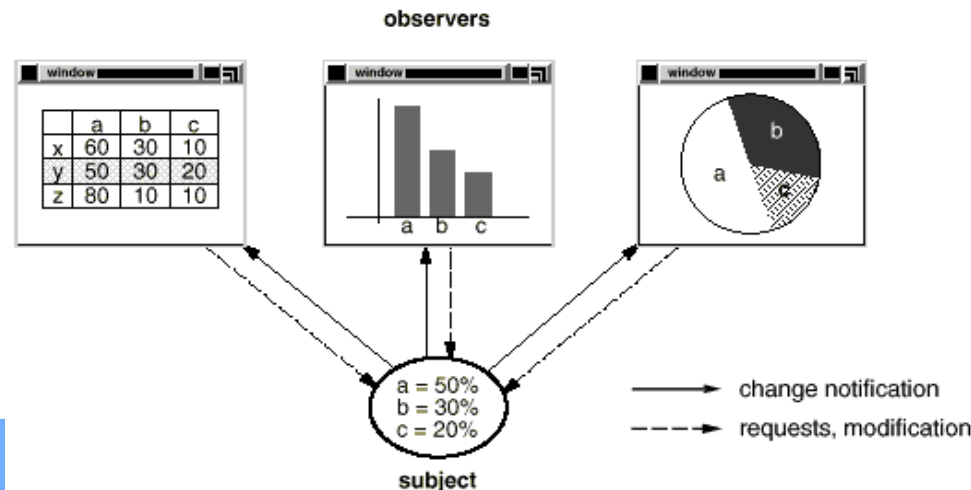 observers
window
a b c
x 60 30 10
y 50 30 20
z 80 10 10
window
a b c
window
b
a
c
a = 50%
b = 30%
c = 20%
subject
change notification
requests, modification